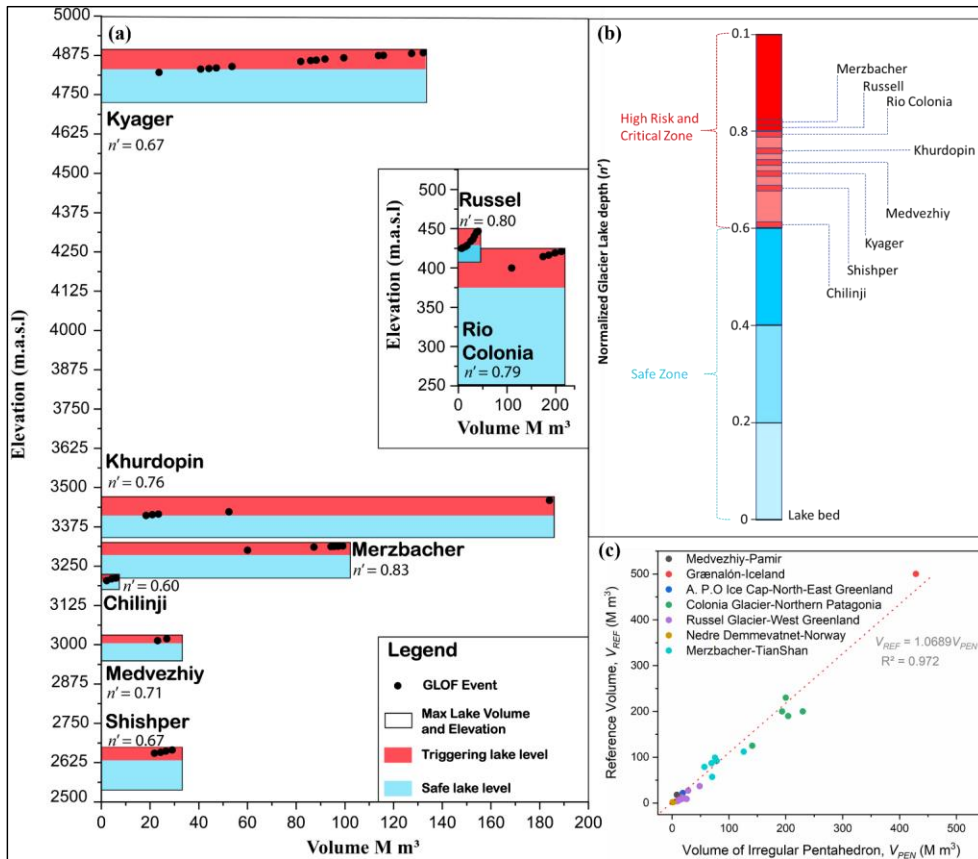 (a)
Elevation (m.a.s.l)
5000
4875
4750
4625
4500
4375
4250
4125
4000
3875
3750
3625
3500
3375
3250
3125
3000
2875
2750
2625
2500
0 20 40 60 80 100 120 140 160 180 200
Volume M m³
Kyager
n' = 0.67
Khurdopin
n' = 0.76
Merzbacher
n' = 0.83
n' = 0.60
Chilinji
Medvezhiy
n' = 0.71
Shishper
n' = 0.67
Elevation (m.a.s.l)
500
450
400
350
300
250
Russel
n' = 0.80
Rio
Colonia
n' = 0.79
0 100 200
Volume M m³
Legend
GLOF Event
Max Lake Volume
and Elevation
Triggering lake level
Safe lake level
(b)
Normalized Glacier Lake depth (n')
0.1
0.8
0.6
0.4
0.2
0
High Risk and
Critical Zone
Safe Zone
Merzbacher
Russell
Rio Colonia
Khurdopin
Medvezhiy
Kyager
Shishper
Chilinji
Lake bed
(c)
Medvezhiy-Pamir
Grænalón-Iceland
A. P.O Ice Cap-North-East Greenland
Colonia Glacier-Northern Patagonia
Russel Glacier-West Greenland
Nedre Demmevatnet-Norway
Merzbacher-TianShan
Reference Volume, VREF (M m³)
500
400
300
200
100
0
VREF = 1.0689VPEN
R² = 0.972
0 100 200 300 400 500
Volume of Irregular Pentahedron, VPEN (M m³)